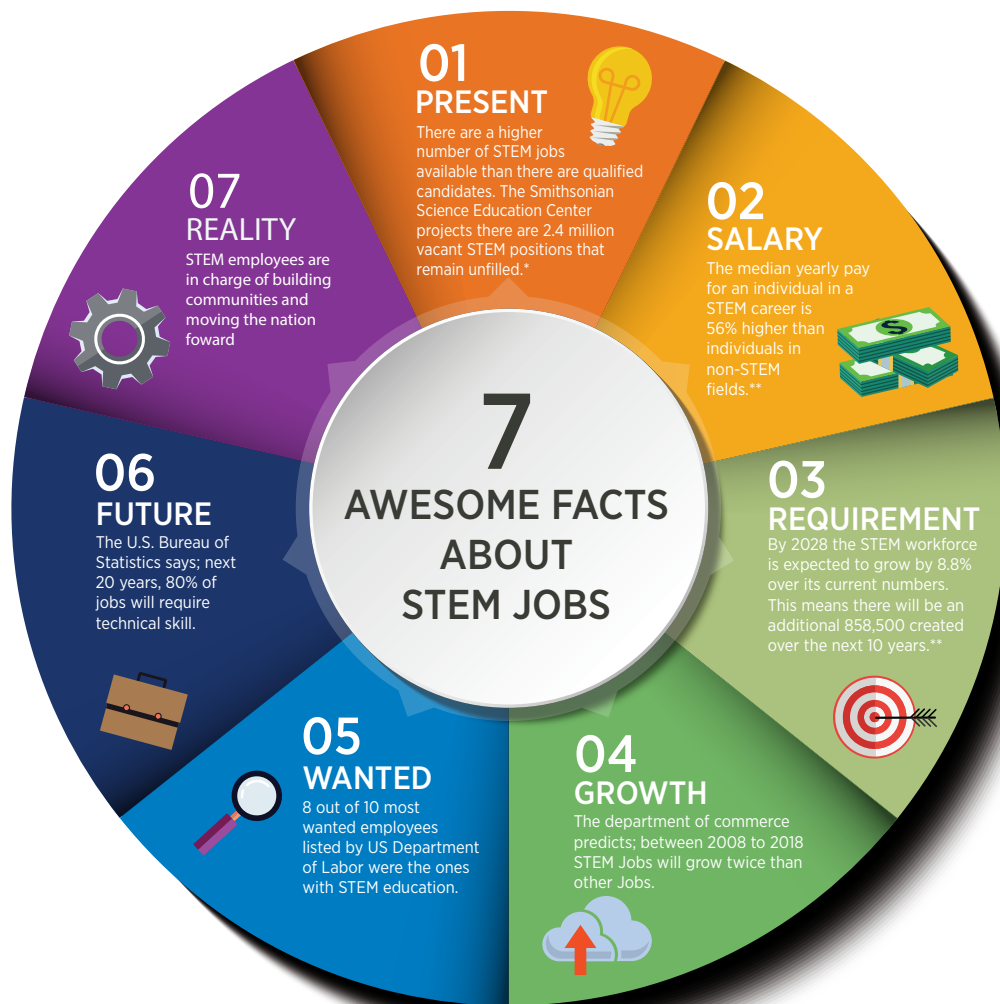 7
AWESOME FACTS
ABOUT
STEM JOBS
01
PRESENT
There are a higher
number of STEM jobs
available than there are qualified
candidates. The Smithsonian
Science Education Center
projects there are 2.4 million
vacant STEM positions that
remain unfilled.*
02
SALARY
The median yearly pay
for an individual in a
STEM career is
56% higher than
individuals in
non-STEM
fields.**
$
03
REQUIREMENT
By 2028 the STEM workforce
is expected to grow by 8.8%
over its current numbers.
This means there will be an
additional 858,500 created
over the next 10 years.**
04
GROWTH
The department of commerce
predicts; between 2008 to 2018
STEM Jobs will grow twice than
other Jobs.
05
WANTED
8 out of 10 most
wanted employees
listed by US Department
of Labor were the ones
with STEM education.
06
FUTURE
The U.S. Bureau of
Statistics says; next
20 years, 80% of
jobs will require
technical skill.
07
REALITY
STEM employees are
in charge of building
communities and
moving the nation
foward